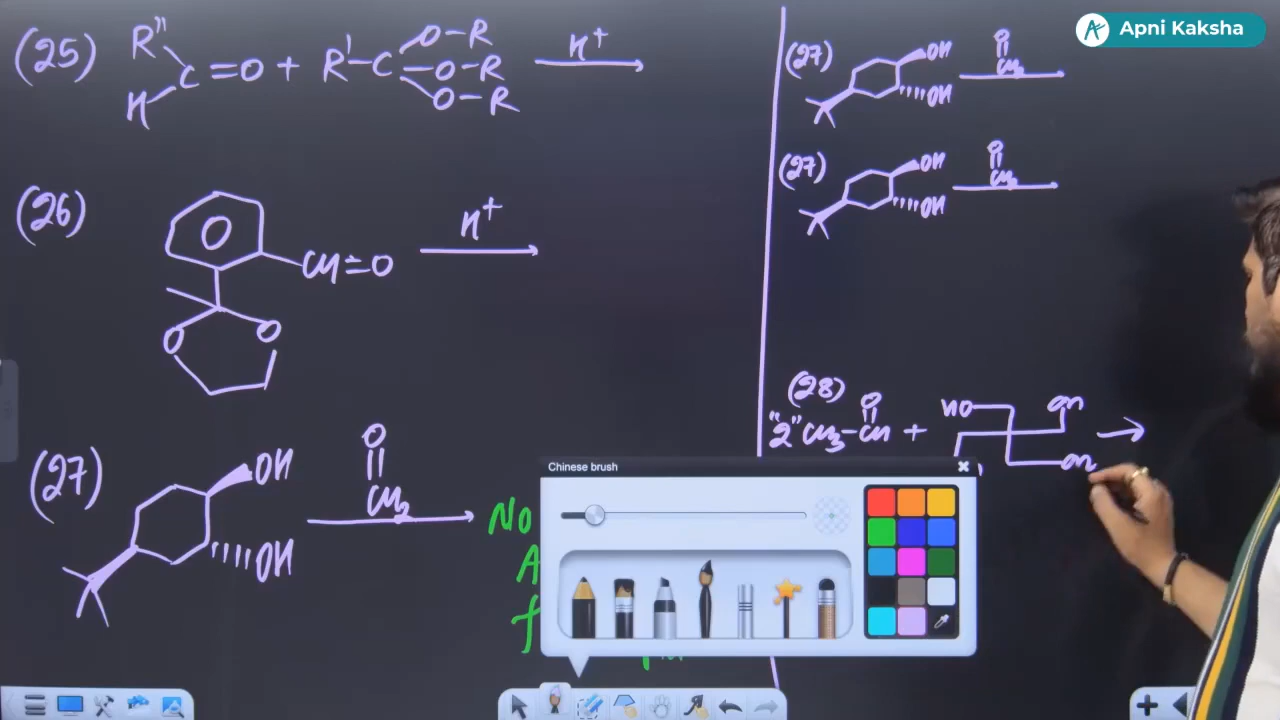 Apni Kaksha
(25) R" H C=O + R'-C O-R O-R O-R H+
(26) O CH=O H+
O O
(27) OH OH O CH2
No
A
f
(27) OH OH O CH2
(27) OH OH O CH2
(28)
"2" CH3-CH O + HO OH OH
Chinese brush